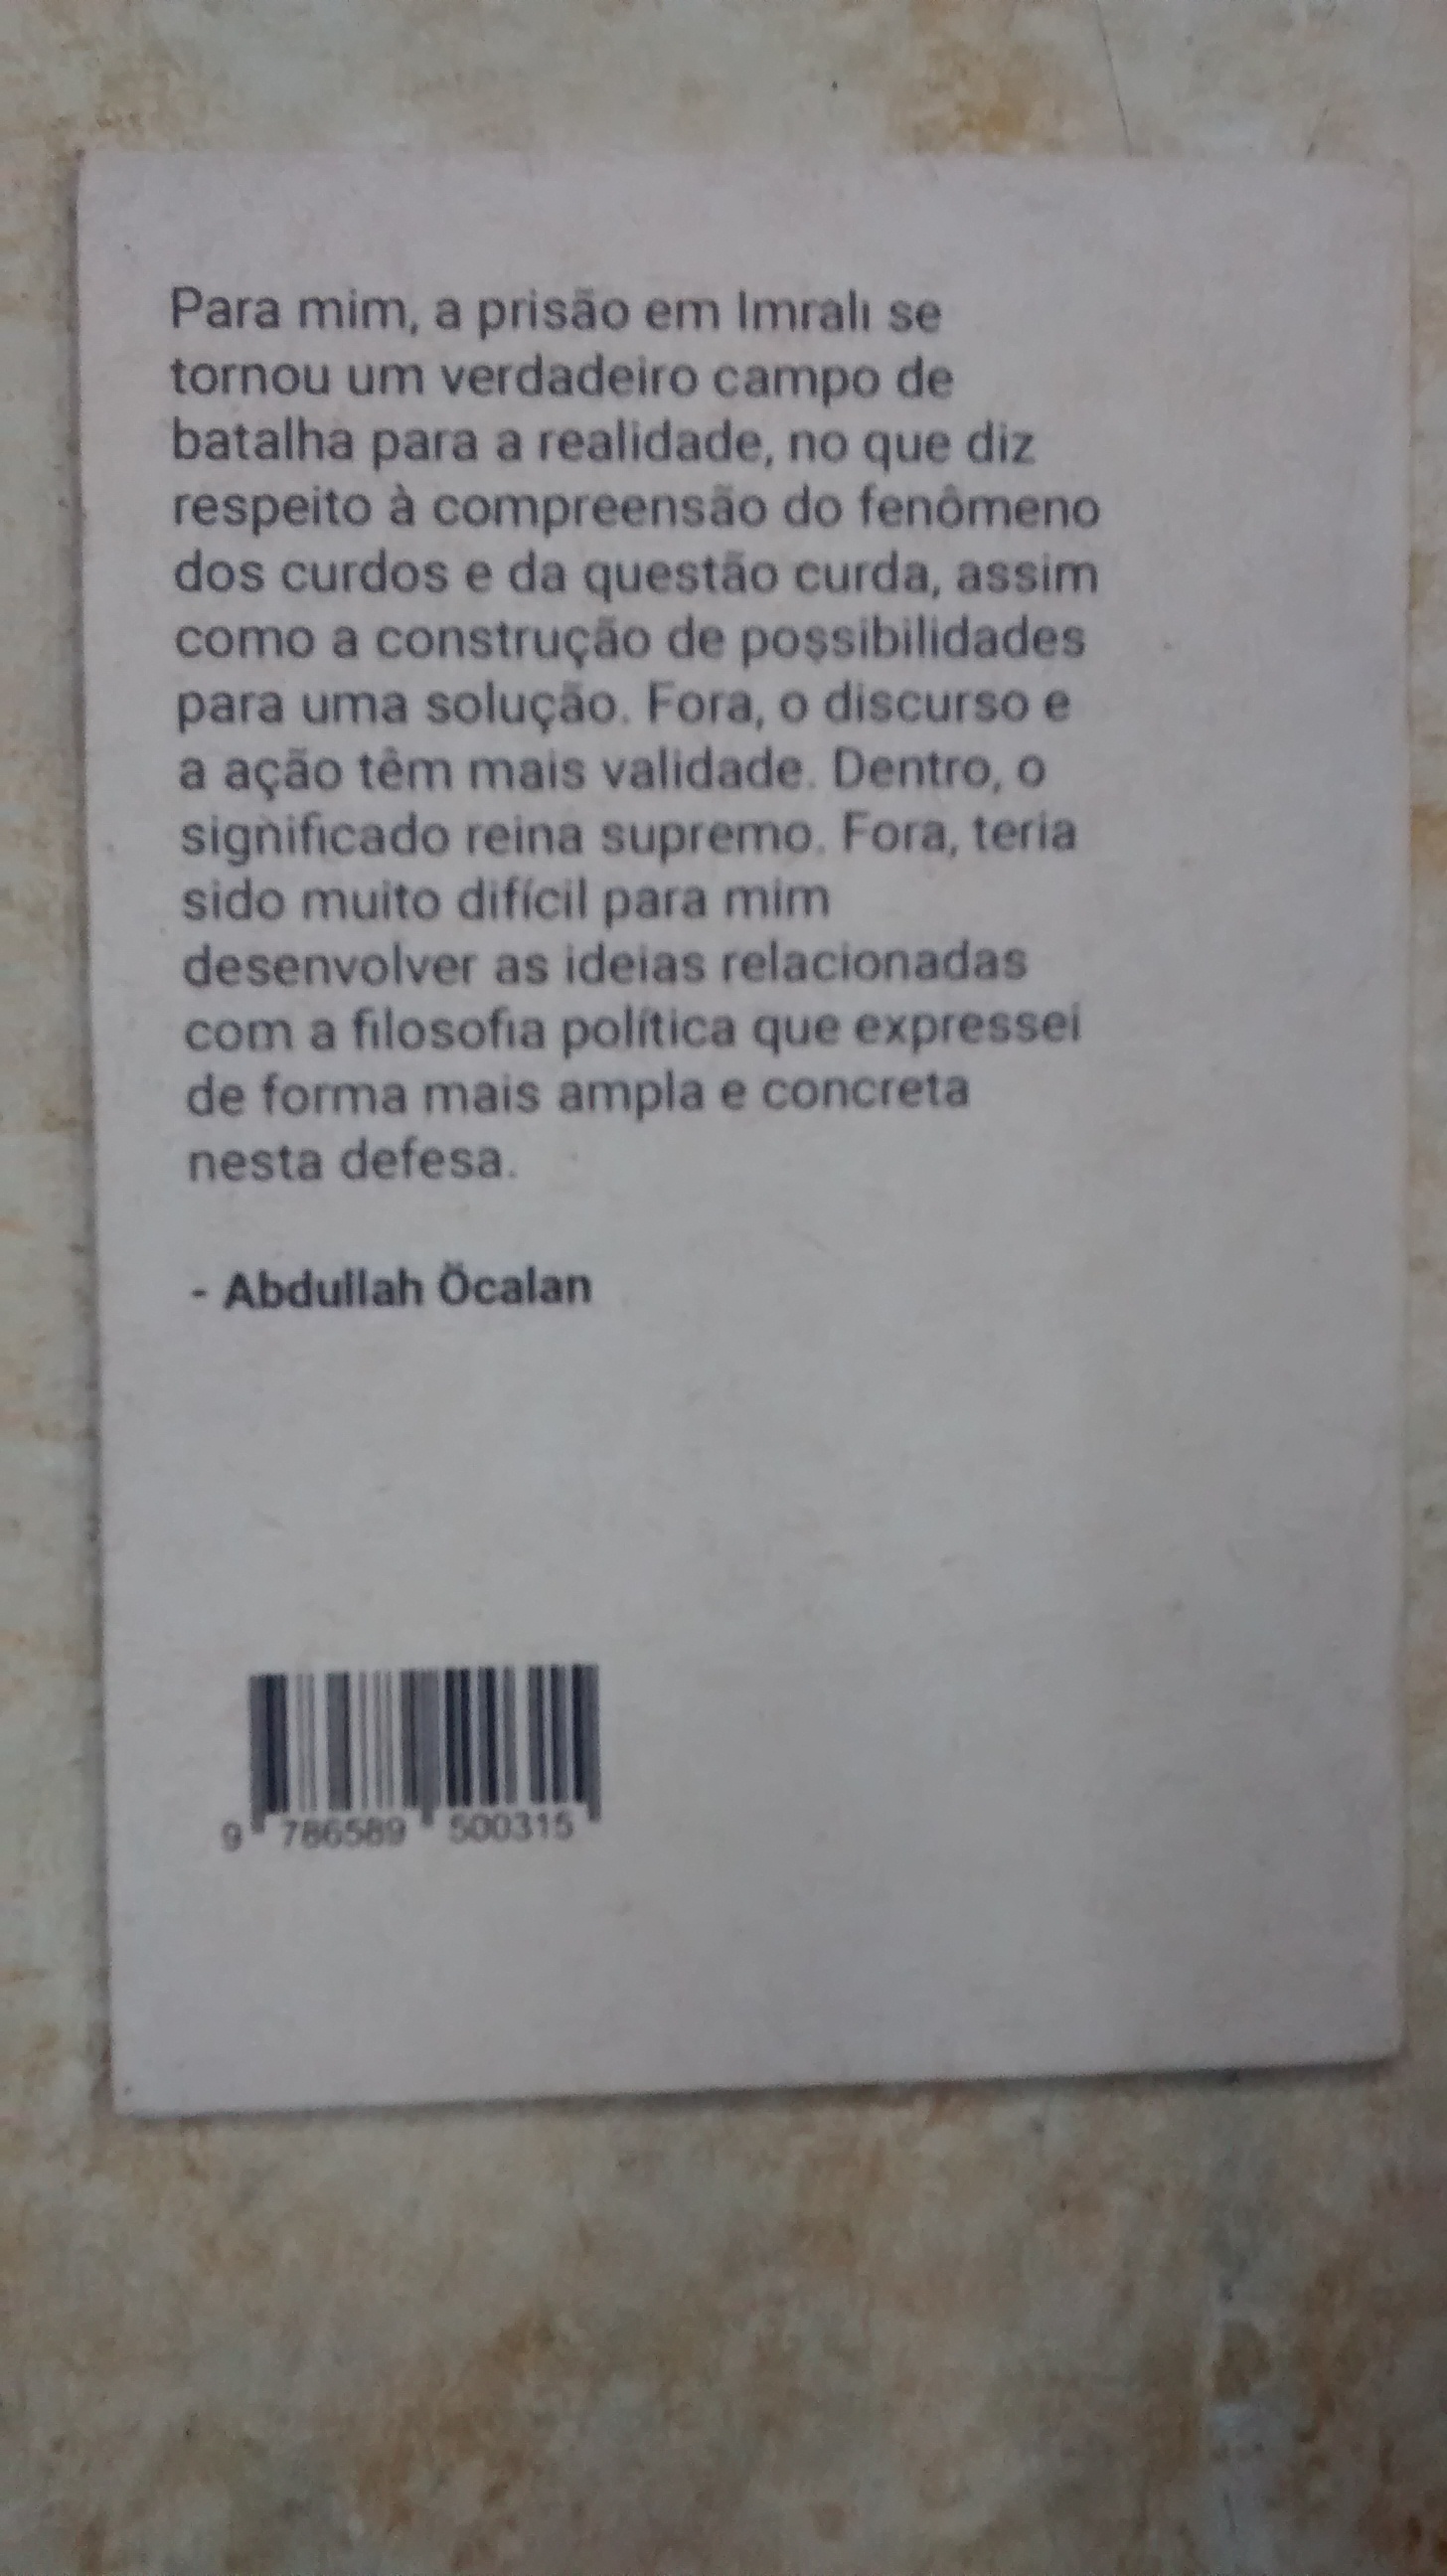 Para mim, a prisão em Imralı se
tornou um verdadeiro campo de
batalha para a realidade, no que diz
respeito à compreensão do fenômeno
dos curdos e da questão curda, assim
como a construção de possibilidades
para uma solução. Fora, o discurso e
a ação têm mais validade. Dentro, o
significado reina supremo. Fora, teria
sido muito difícil para mim
desenvolver as ideias relacionadas
com a filosofia política que expressei
de forma mais ampla e concreta
nesta defesa.
- Abdullah Öcalan
9 786589 500315